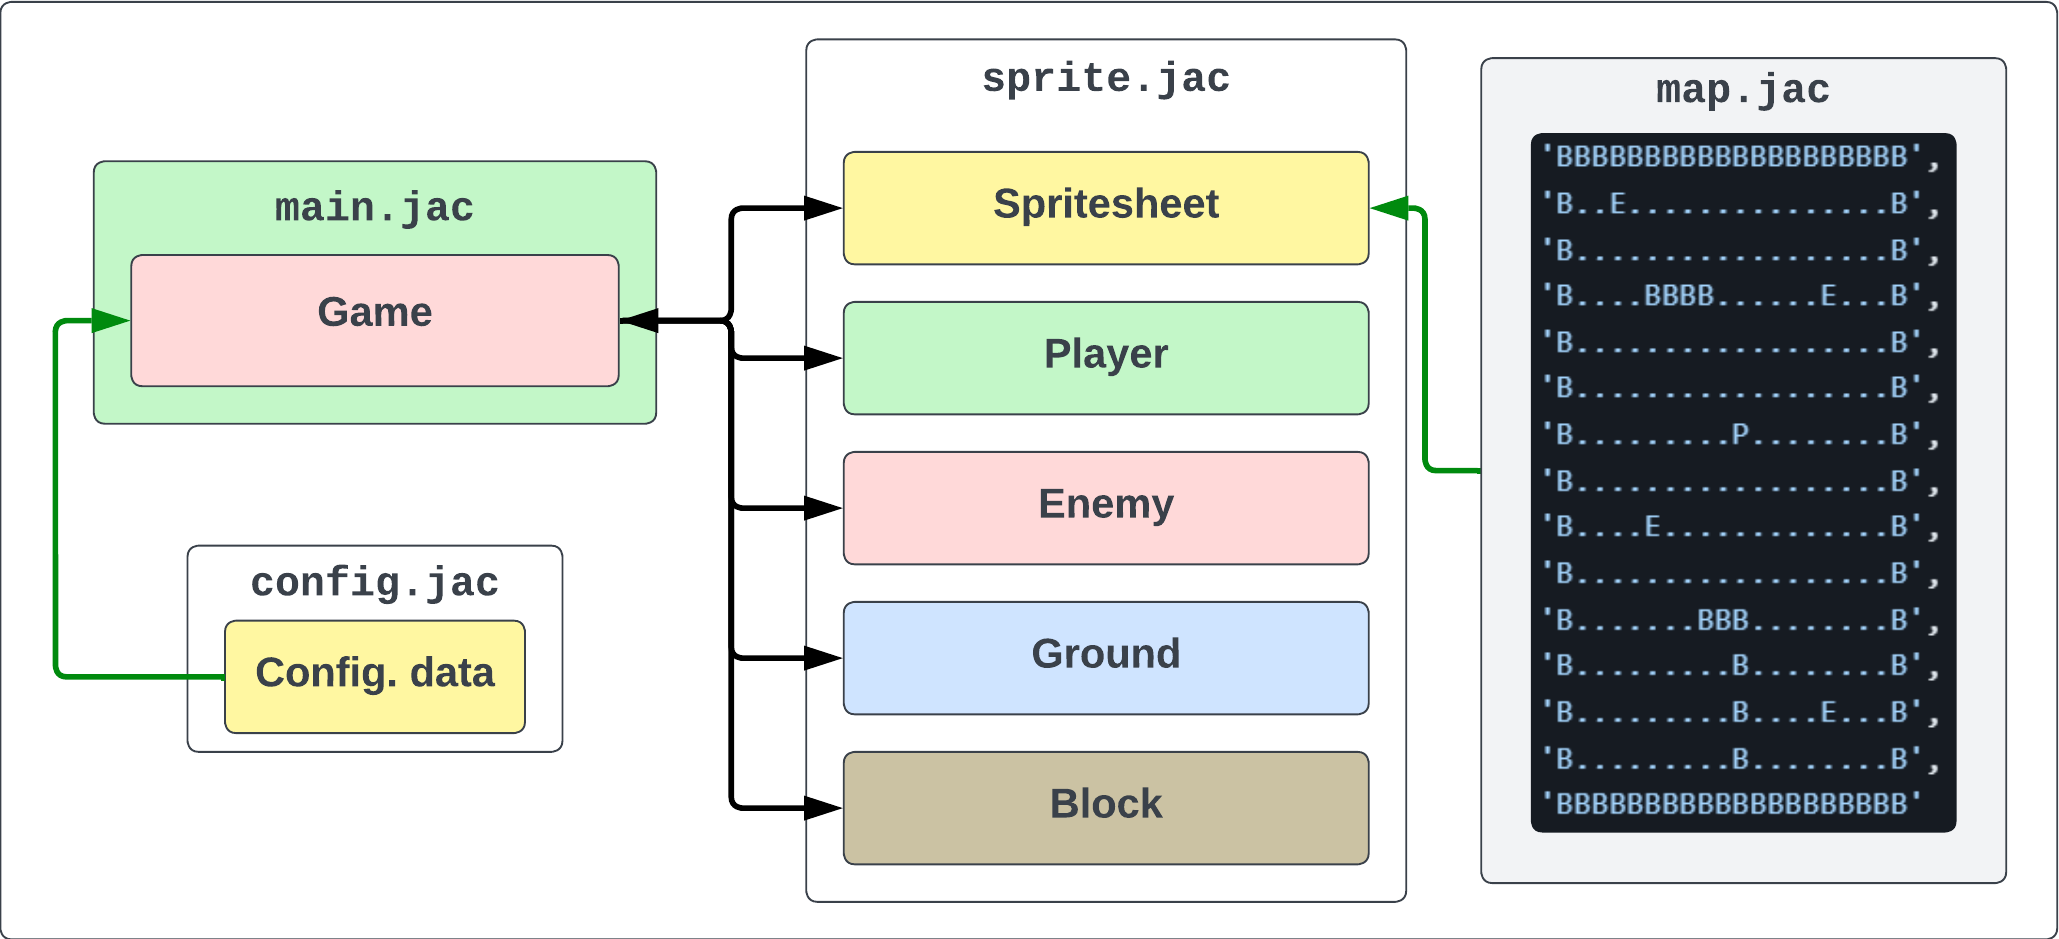 main.jac
Game
config.jac
Config. data
sprite.jac
Spritesheet
Player
Enemy
Ground
Block
map.jac
'BBBBBBBBBBBBBBBBBBBB',
'B..E...............B',
'B..................B',
'B....BBBB......E...B',
'B..................B',
'B..................B',
'B.........P........B',
'B..................B',
'B....E.............B',
'B..................B',
'B.......BBB........B',
'B.........B........B',
'B.........B....E...B',
'B.........B........B',
'BBBBBBBBBBBBBBBBBBBB'